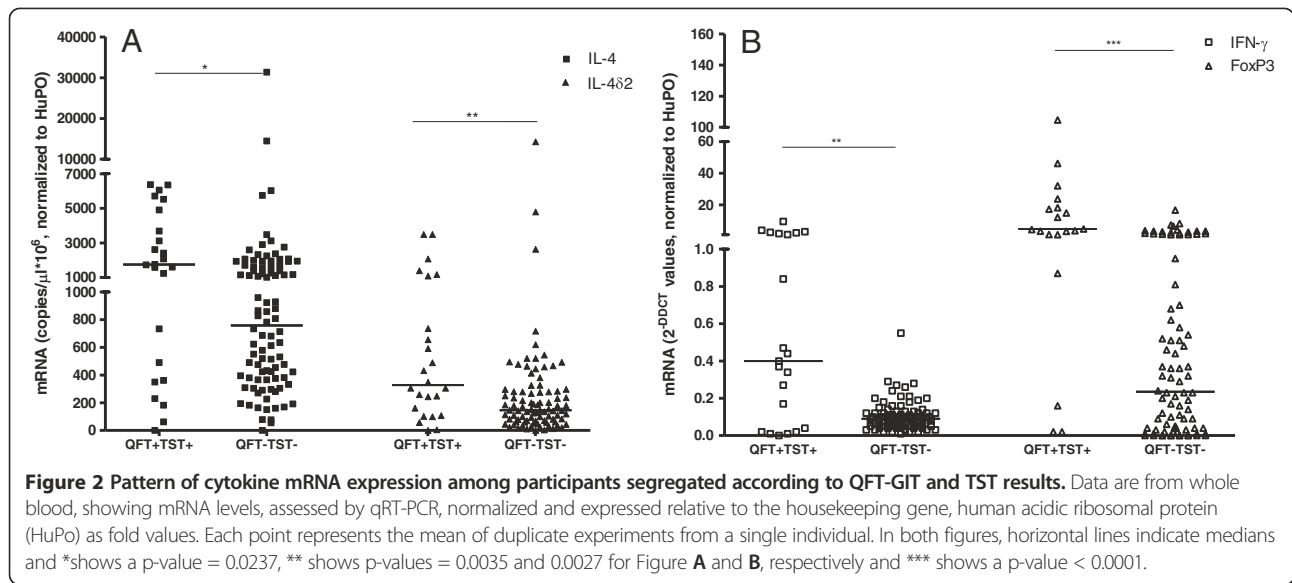 A
40000
30000
20000
10000
7000
5000
3000
1000
800
600
400
200
0
mRNA (copies/µl*10⁶, normalized to HuPO)
*
**
■ IL-4
▲ IL-4δ2
QFT+TST+ QFT-TST- QFT+TST+ QFT-TST-
B
160
140
120
100
60
40
20
1.0
0.8
0.6
0.4
0.2
0.0
mRNA (2^-DDCT values, normalized to HuPO)
**
***
□ IFN-γ
△ FoxP3
QFT+TST+ QFT-TST- QFT+TST+ QFT-TST-
Figure 2 Pattern of cytokine mRNA expression among participants segregated according to QFT-GIT and TST results. Data are from whole
blood, showing mRNA levels, assessed by qRT-PCR, normalized and expressed relative to the housekeeping gene, human acidic ribosomal protein
(HuPo) as fold values. Each point represents the mean of duplicate experiments from a single individual. In both figures, horizontal lines indicate medians
and *shows a p-value = 0.0237, ** shows p-values = 0.0035 and 0.0027 for Figure A and B, respectively and *** shows a p-value < 0.0001.